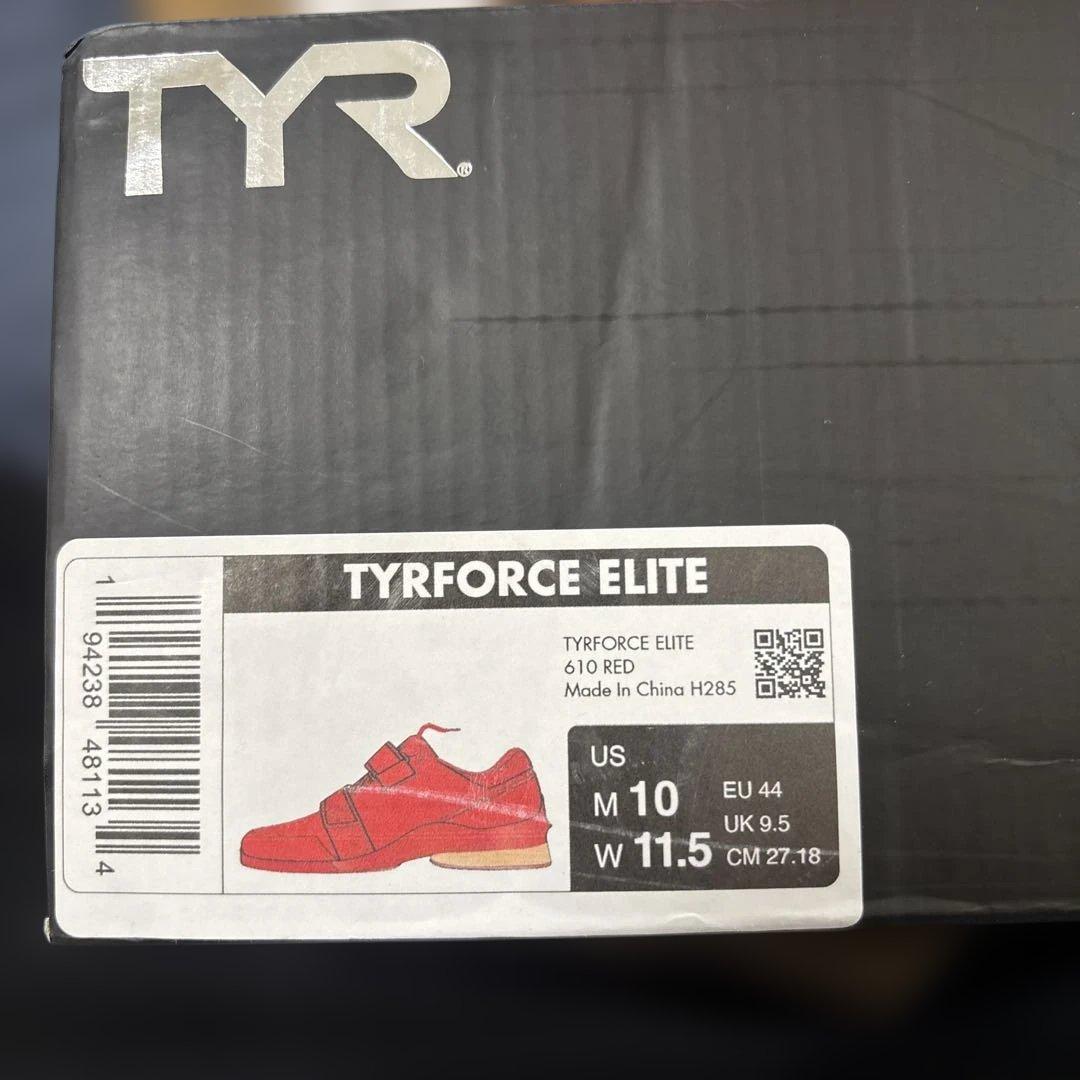 TYR®
TYRFORCE ELITE
1 94238 48113 4
TYRFORCE ELITE
610 RED
Made In China H285
US
M 10
W 11.5
EU 44
UK 9.5
CM 27.18